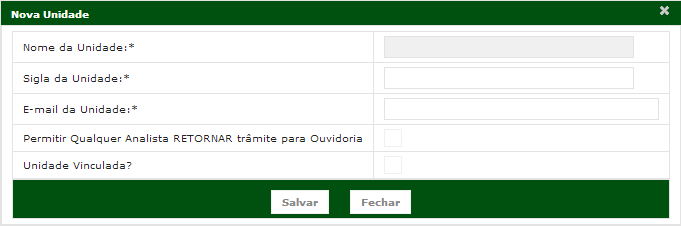 Nova Unidade
Nome da Unidade:*
Sigla da Unidade:*
E-mail da Unidade:*
Permitir Qualquer Analista RETORNAR trâmite para Ouvidoria
Unidade Vinculada?
Salvar Fechar